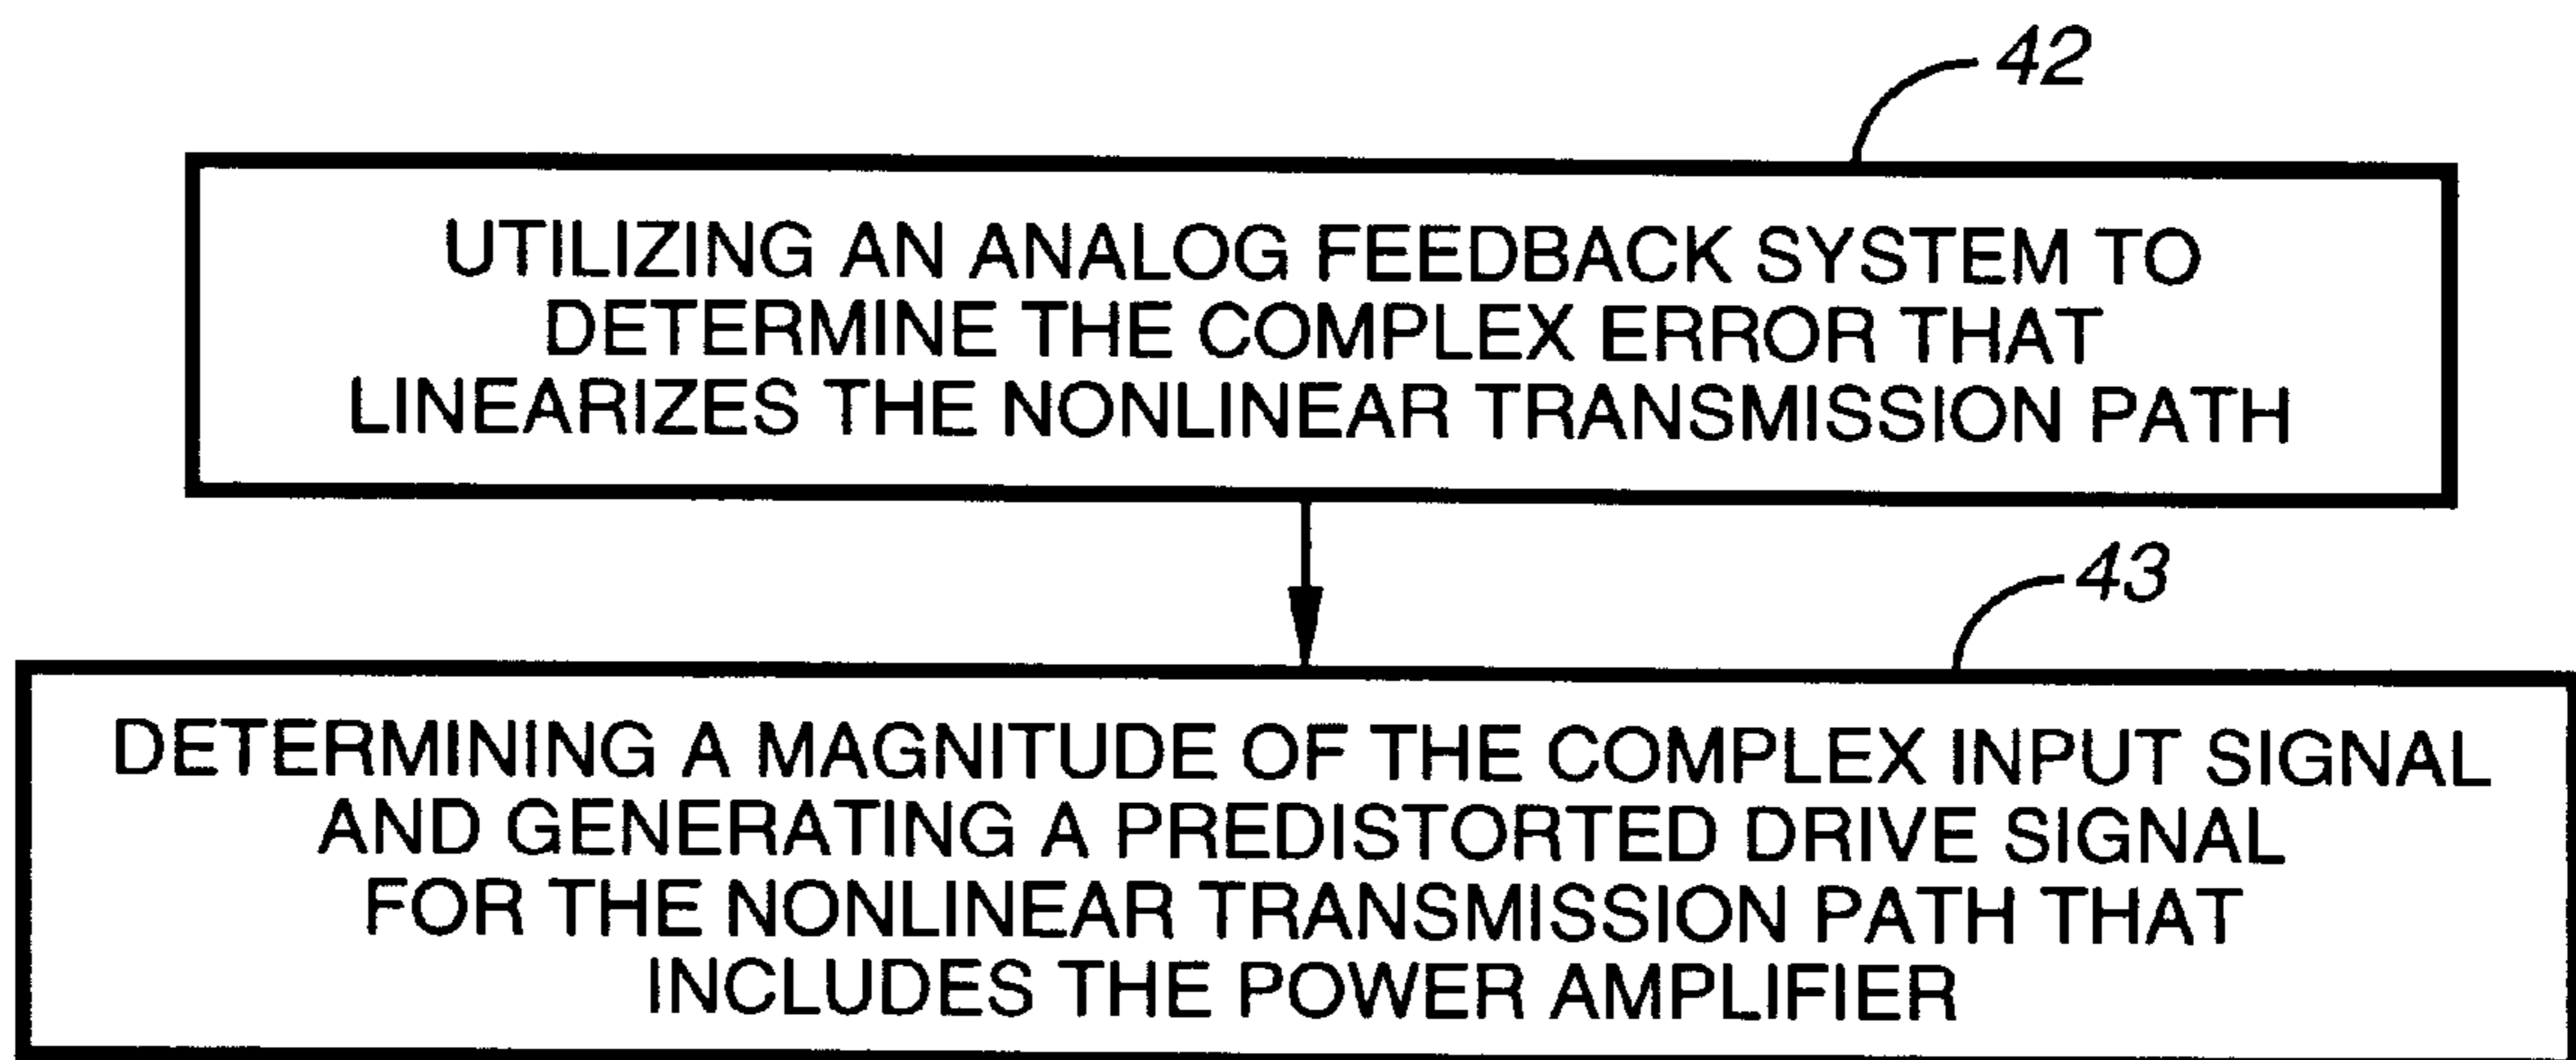 42
UTILIZING AN ANALOG FEEDBACK SYSTEM TO
DETERMINE THE COMPLEX ERROR THAT
LINEARIZES THE NONLINEAR TRANSMISSION PATH
43
DETERMINING A MAGNITUDE OF THE COMPLEX INPUT SIGNAL
AND GENERATING A PREDISTORTED DRIVE SIGNAL
FOR THE NONLINEAR TRANSMISSION PATH THAT
INCLUDES THE POWER AMPLIFIER